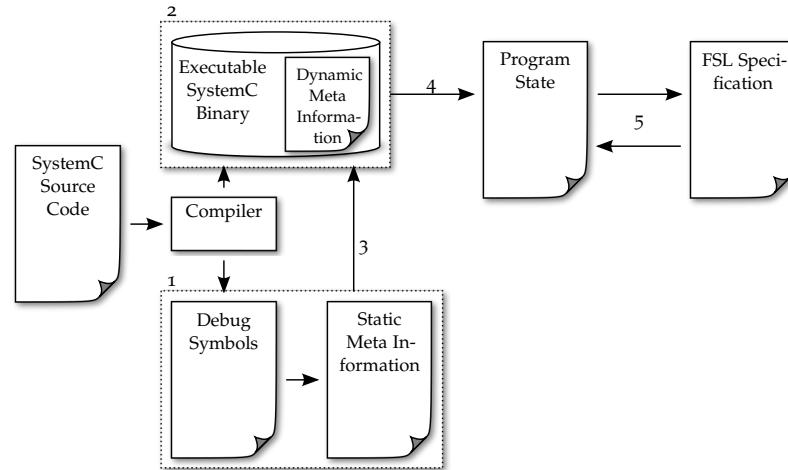 2
Executable
SystemC
Binary
Dynamic
Meta
Informa-
tion
4
Program
State
FSL Speci-
fication
5
SystemC
Source
Code
Compiler
3
1
Debug
Symbols
Static
Meta In-
formation